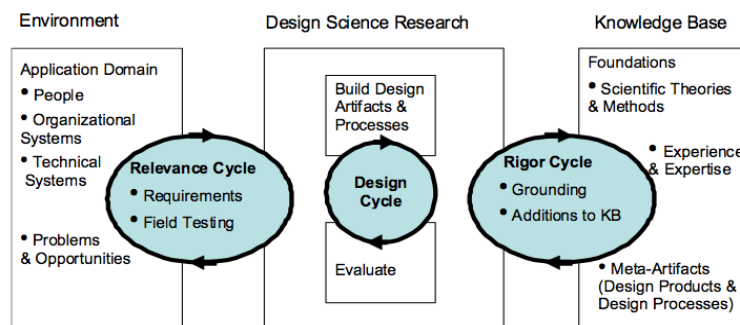 Environment
Design Science Research
Knowledge Base
Application Domain
• People
• Organizational
Systems
• Technical
Systems
• Problems
& Opportunities
Relevance Cycle
• Requirements
• Field Testing
Build Design
Artifacts &
Processes
Design
Cycle
Evaluate
Rigor Cycle
• Grounding
• Additions to KB
Foundations
• Scientific Theories
& Methods
• Experience
& Expertise
• Meta-Artifacts
(Design Products &
Design Processes)